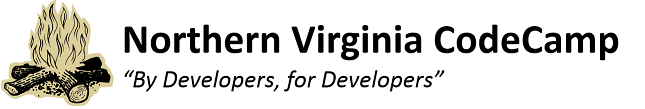 Northern Virginia CodeCamp
“By Developers, for Developers”